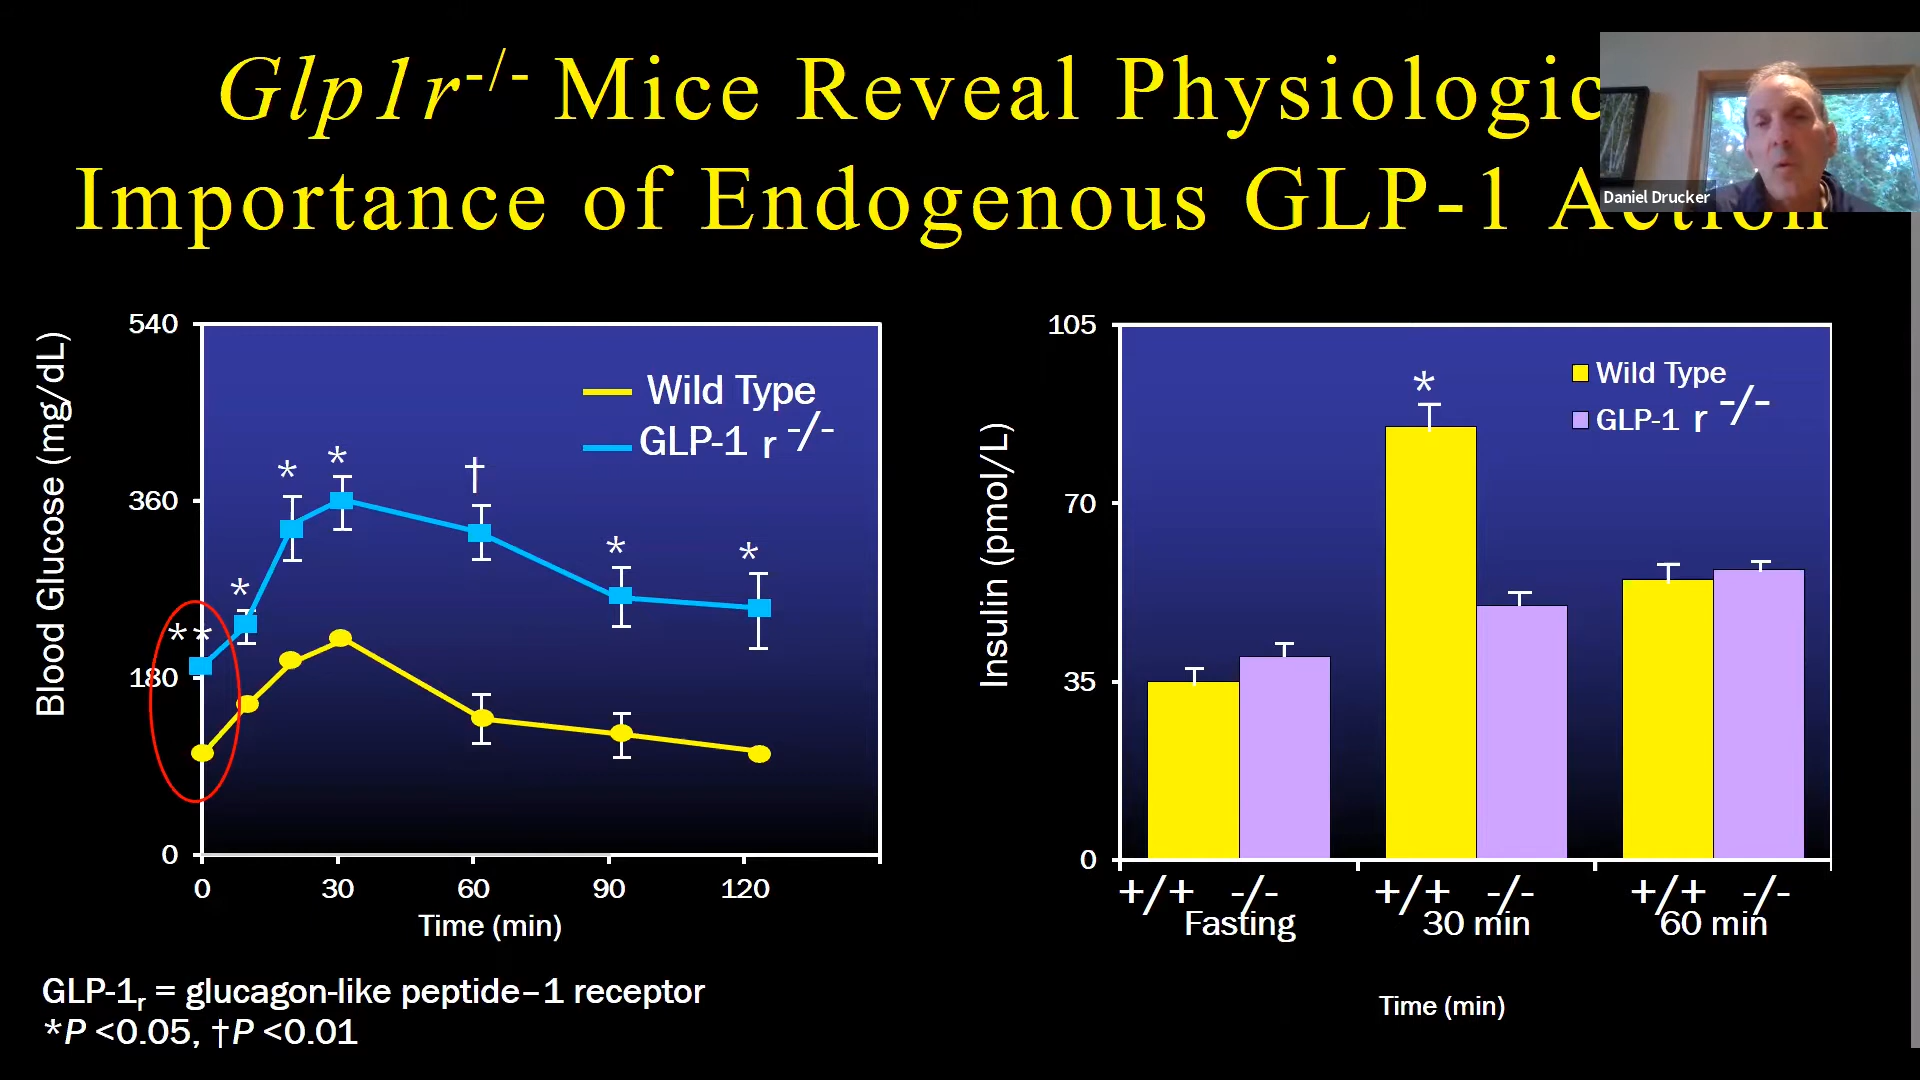 Glp1r-/- Mice Reveal Physiologic
Importance of Endogenous GLP-1 Action
Daniel Drucker
Blood Glucose (mg/dL)
540
360
180
0
Wild Type
GLP-1 r -/-
*
*
†
*
*
*
**
0 30 60 90 120
Time (min)
Insulin (pmol/L)
105
70
35
0
Wild Type
GLP-1 r -/-
*
+/+ -/- +/+ -/- +/+ -/-
Fasting 30 min 60 min
Time (min)
GLP-1r = glucagon-like peptide–1 receptor
*P <0.05, †P <0.01